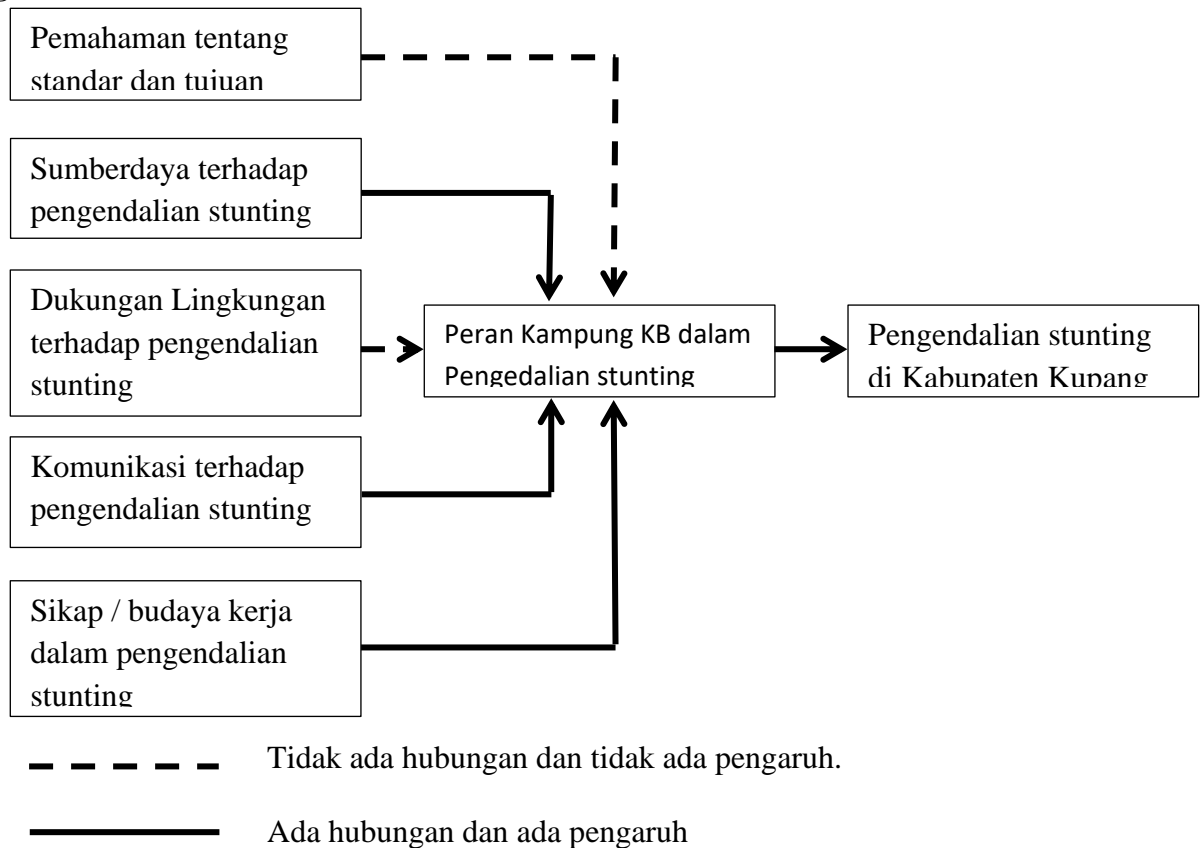 Pemahaman tentang
standar dan tujuan
Sumberdaya terhadap
pengendalian stunting
Dukungan Lingkungan
terhadap pengendalian
stunting
Peran Kampung KB dalam
Pengedalian stunting
Pengendalian stunting
di Kabupaten Kupang
Komunikasi terhadap
pengendalian stunting
Sikap / budaya kerja
dalam pengendalian
stunting
Tidak ada hubungan dan tidak ada pengaruh.
Ada hubungan dan ada pengaruh